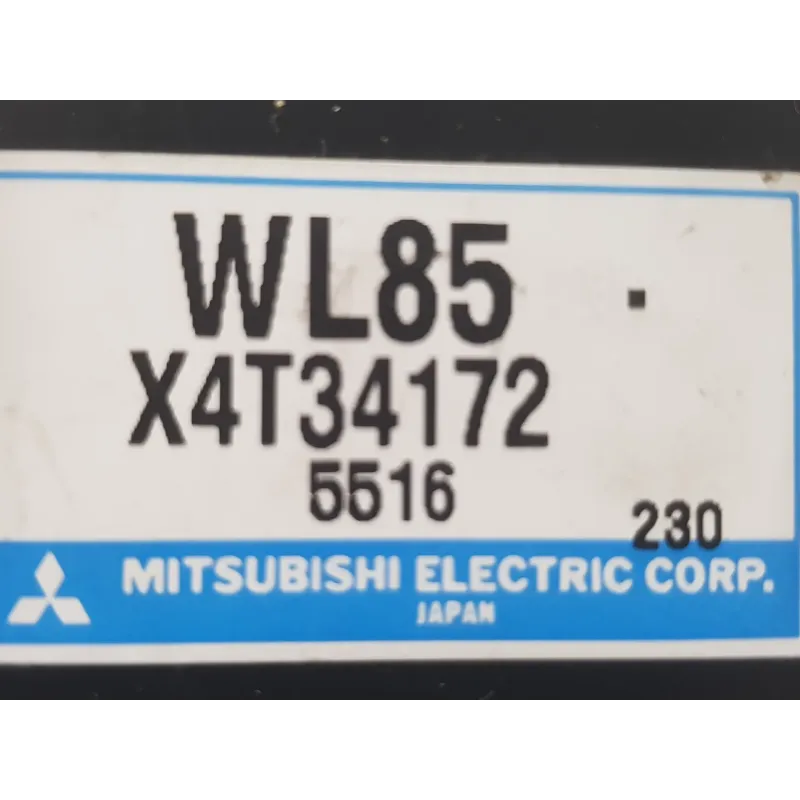 WL85 .
X4T34172
5516
230
MITSUBISHI ELECTRIC CORP.
JAPAN